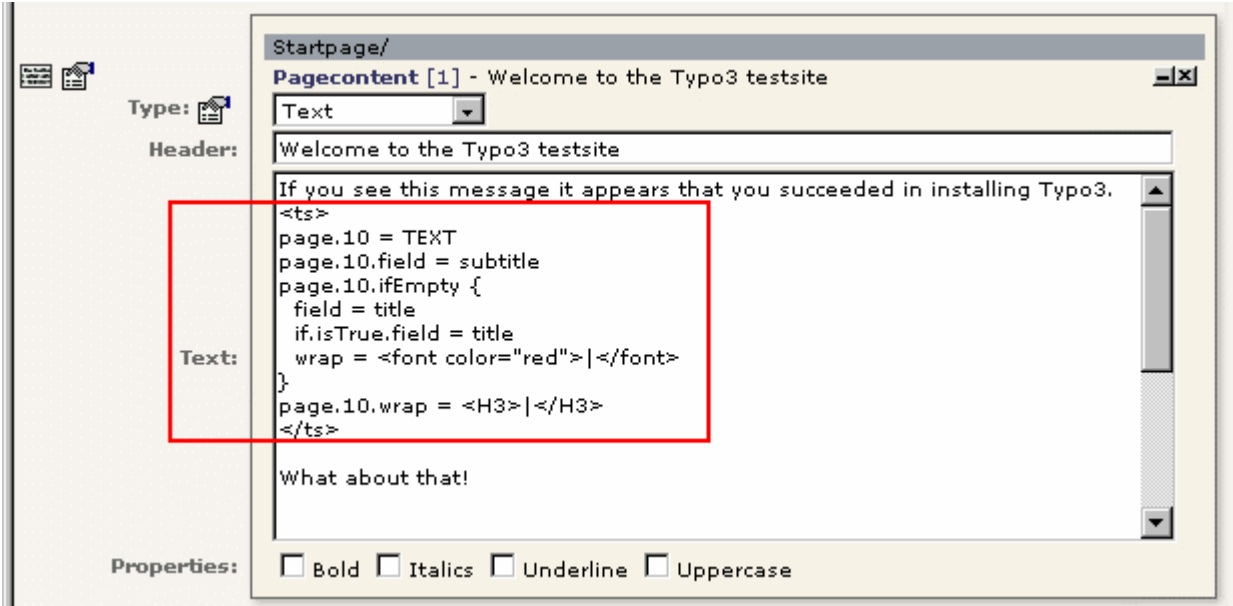 Startpage/
Pagecontent [1] - Welcome to the Typo3 testsite
Type: Text
Header: Welcome to the Typo3 testsite
Text:
If you see this message it appears that you succeeded in installing Typo3.
<ts>
page.10 = TEXT
page.10.field = subtitle
page.10.ifEmpty {
  field = title
  if.isTrue.field = title
  wrap = <font color="red">|</font>
}
page.10.wrap = <H3>|</H3>
</ts>
What about that!
Properties: Bold Italics Underline Uppercase